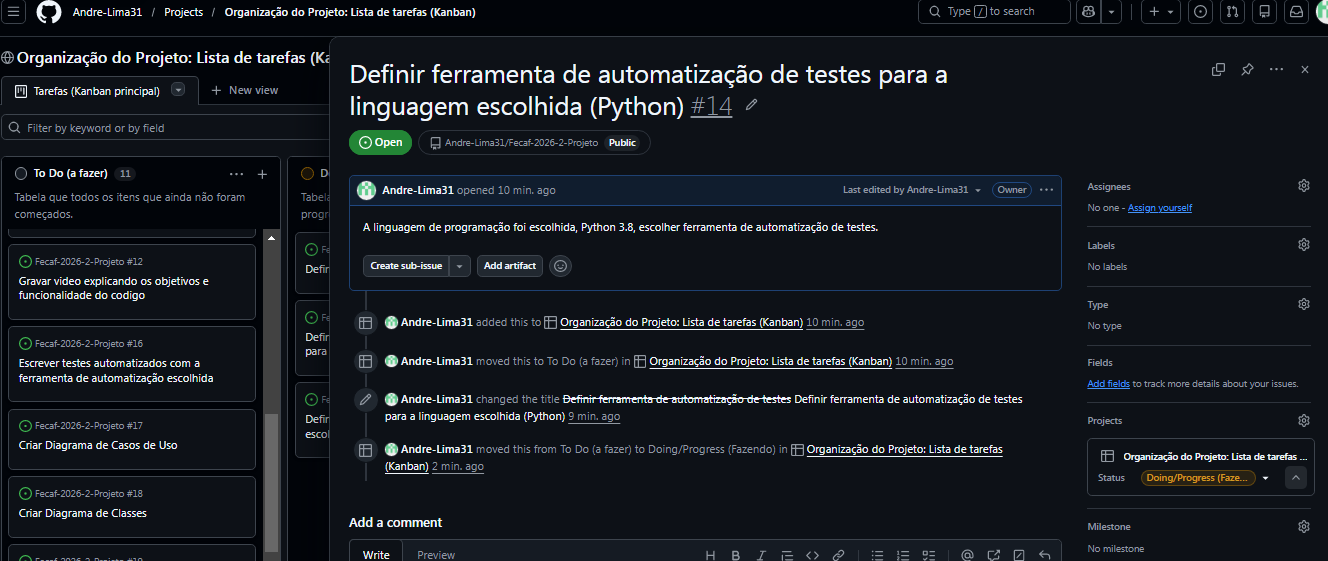 Andre-Lima31 / Projects / Organização do Projeto: Lista de tarefas (Kanban)
Type / to search
Organização do Projeto: Lista de tarefas (Ka
Tarefas (Kanban principal)
New view
Filter by keyword or by field
To Do (a fazer) 11
Tabela que todos os itens que ainda não foram
começados.
Fecaf-2026-2-Projeto #12
Gravar video explicando os objetivos e
funcionalidade do codigo
Fecaf-2026-2-Projeto #16
Escrever testes automatizados com a
ferramenta de automatização escolhida
Fecaf-2026-2-Projeto #17
Criar Diagrama de Casos de Uso
Fecaf-2026-2-Projeto #18
Criar Diagrama de Classes
Tabela
progre
Fe
Defin
Fe
Defin
para
Fe
Defin
escol
Definir ferramenta de automatização de testes para a
linguagem escolhida (Python) #14
Open
Andre-Lima31/Fecaf-2026-2-Projeto Public
Andre-Lima31 opened 10 min. ago
Last edited by Andre-Lima31
Owner
A linguagem de programação foi escolhida, Python 3.8, escolher ferramenta de automatização de testes.
Create sub-issue
Add artifact
Andre-Lima31 added this to Organização do Projeto: Lista de tarefas (Kanban) 10 min. ago
Andre-Lima31 moved this to To Do (a fazer) in Organização do Projeto: Lista de tarefas (Kanban) 10 min. ago
Andre-Lima31 changed the title Definir ferramenta de automatização de testes Definir ferramenta de automatização de testes
para a linguagem escolhida (Python) 9 min. ago
Andre-Lima31 moved this from To Do (a fazer) to Doing/Progress (Fazendo) in Organização do Projeto: Lista de tarefas
(Kanban) 2 min. ago
Add a comment
Write
Preview
Assignees
No one - Assign yourself
Labels
No labels
Type
No type
Fields
Add fields to track more details about your issues.
Projects
Organização do Projeto: Lista de tarefas ...
Status Doing/Progress (Faze...
Milestone
No milestone